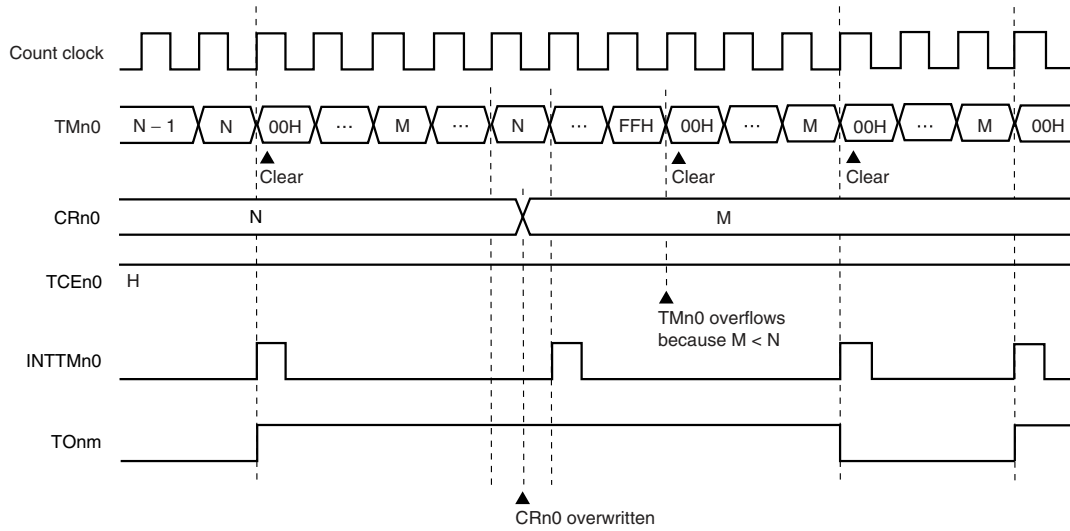 Count clock
TMn0 N – 1 N 00H ... M ... N ... FFH 00H ... M 00H ... M 00H
Clear Clear Clear
CRn0 N M
TCEn0 H
TMn0 overflows
because M < N
INTTMn0
TOnm
CRn0 overwritten